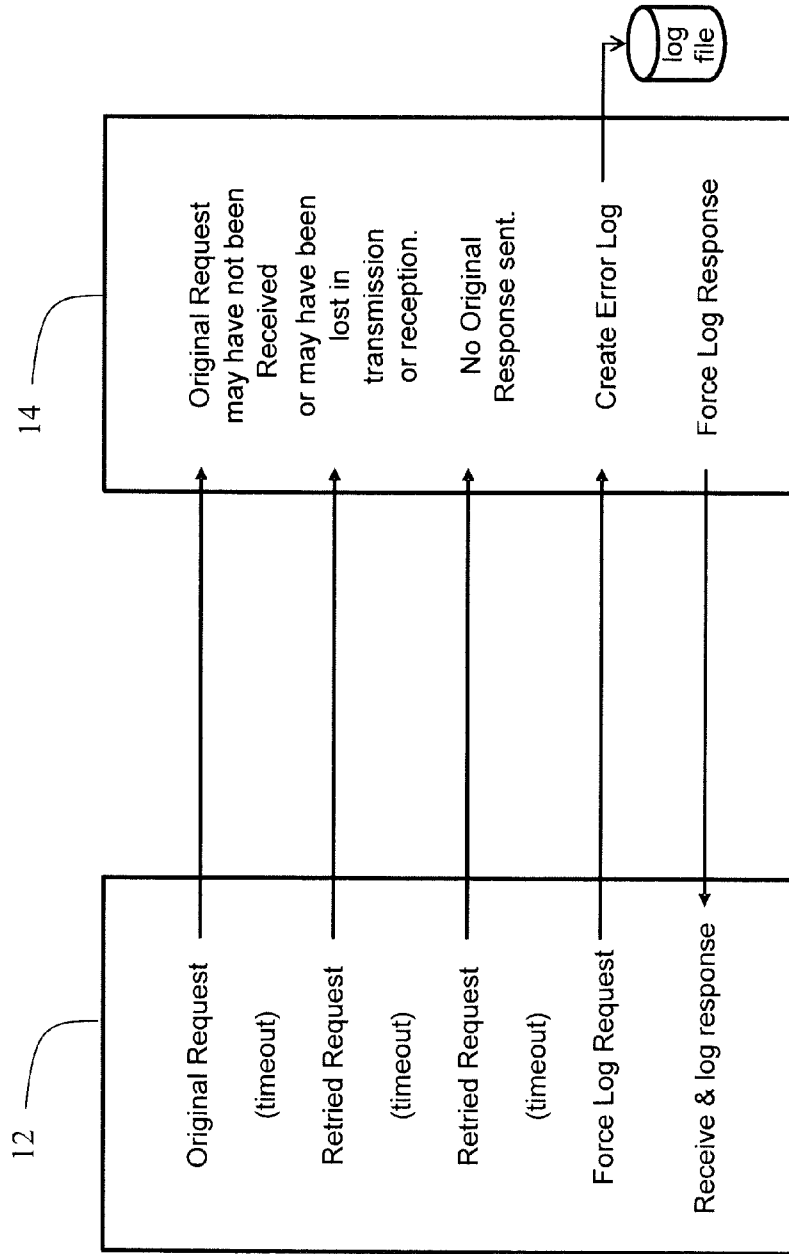 12
Original Request
(timeout)
Retried Request
(timeout)
Retried Request
(timeout)
Force Log Request
Receive & log response
14
Original Request
may have not been
Received
or may have been
lost in
transmission
or reception.
No Original
Response sent.
Create Error Log
Force Log Response
log
file